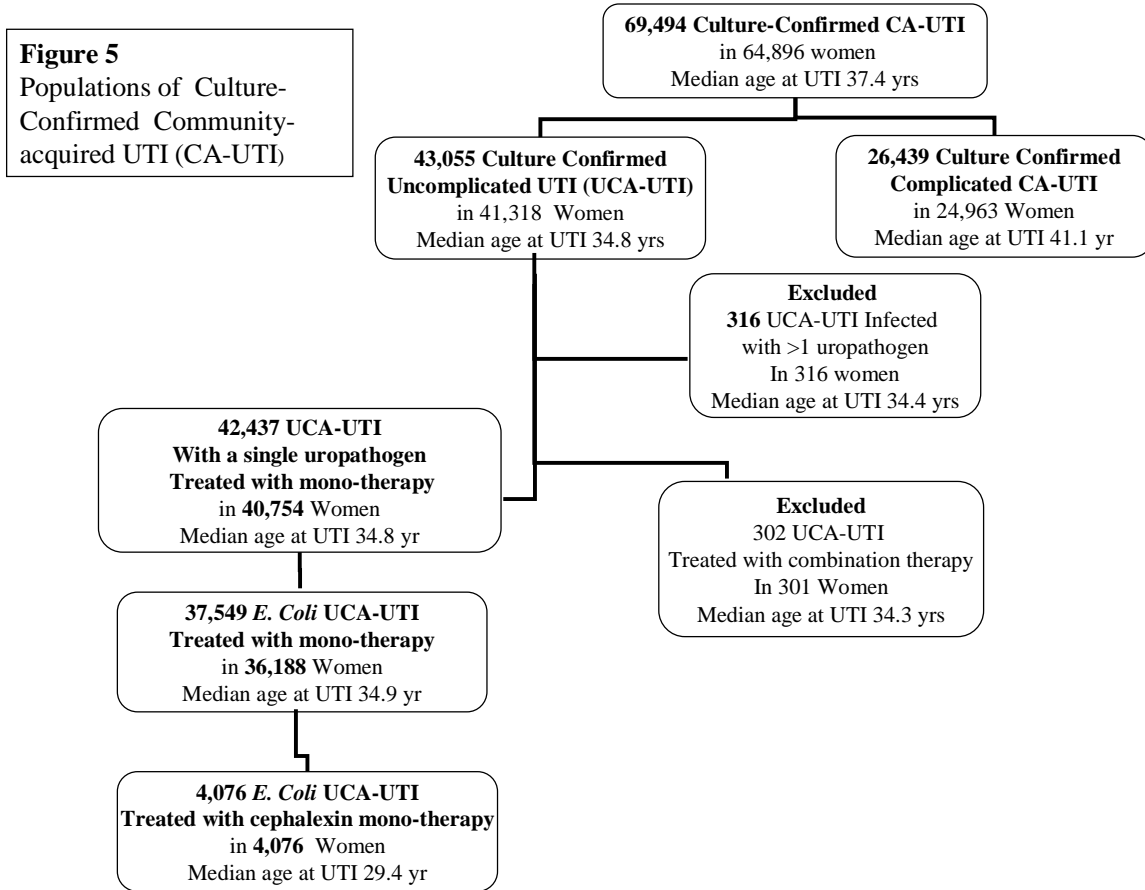 Figure 5
Populations of Culture-
Confirmed Community-
acquired UTI (CA-UTI)
69,494 Culture-Confirmed CA-UTI
in 64,896 women
Median age at UTI 37.4 yrs
43,055 Culture Confirmed
Uncomplicated UTI (UCA-UTI)
in 41,318 Women
Median age at UTI 34.8 yrs
26,439 Culture Confirmed
Complicated CA-UTI
in 24,963 Women
Median age at UTI 41.1 yr
Excluded
316 UCA-UTI Infected
with >1 uropathogen
In 316 women
Median age at UTI 34.4 yrs
42,437 UCA-UTI
With a single uropathogen
Treated with mono-therapy
in 40,754 Women
Median age at UTI 34.8 yr
Excluded
302 UCA-UTI
Treated with combination therapy
In 301 Women
Median age at UTI 34.3 yrs
37,549 E. Coli UCA-UTI
Treated with mono-therapy
in 36,188 Women
Median age at UTI 34.9 yr
4,076 E. Coli UCA-UTI
Treated with cephalexin mono-therapy
in 4,076 Women
Median age at UTI 29.4 yr